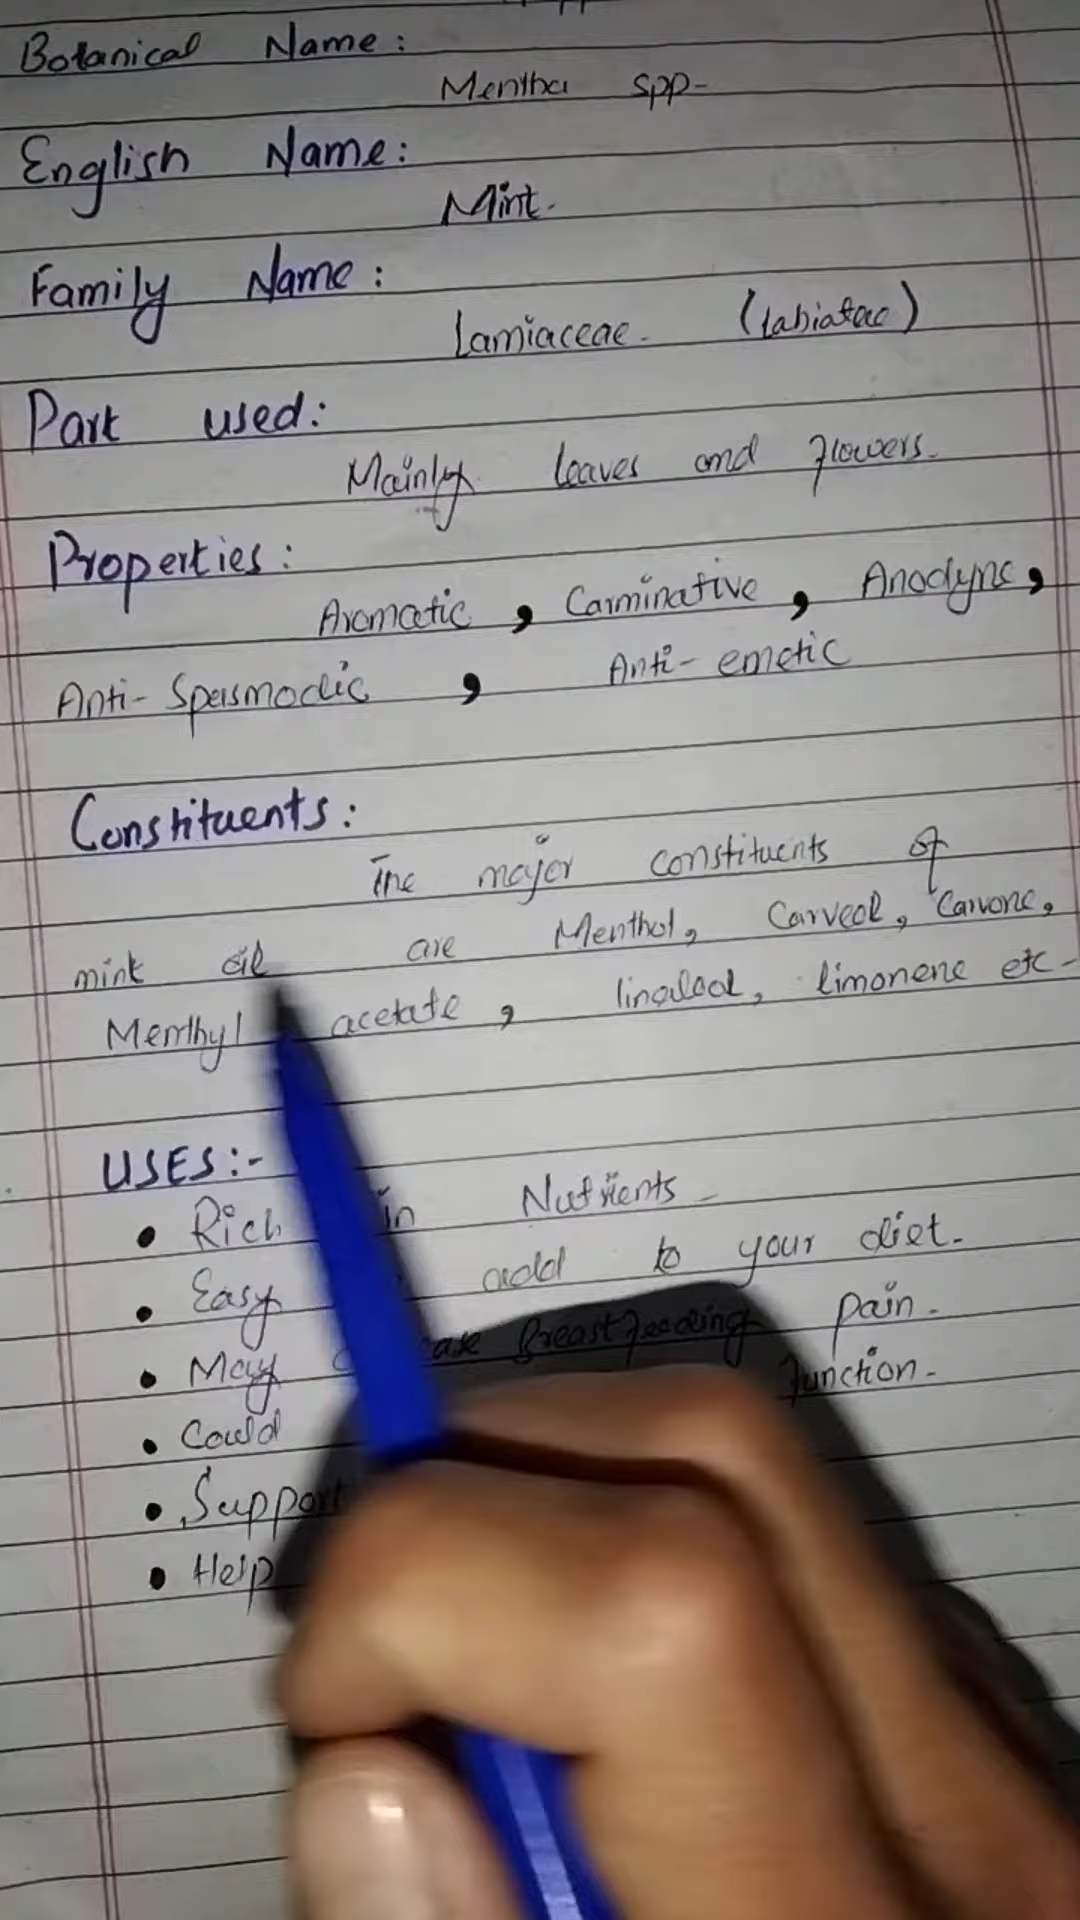 Botanical Name:
Mentha spp-
English Name:
Mint.
Family Name:
Lamiaceae. (Labiatae)
Part used:
Mainly leaves and flowers.
Properties:
Aromatic, Carminative, Anodyne,
Anti-Spasmodic, Anti-emetic
Constituents:
The major constituents of
mint oil are Menthol, Carveol, Carvone,
Menthyl acetate, linalool, limonene etc-
USES:-
• Rich in Nutrients-
• Easy add to your diet.
• May Breastfeeding pain.
• Could function.
• Support
• Help